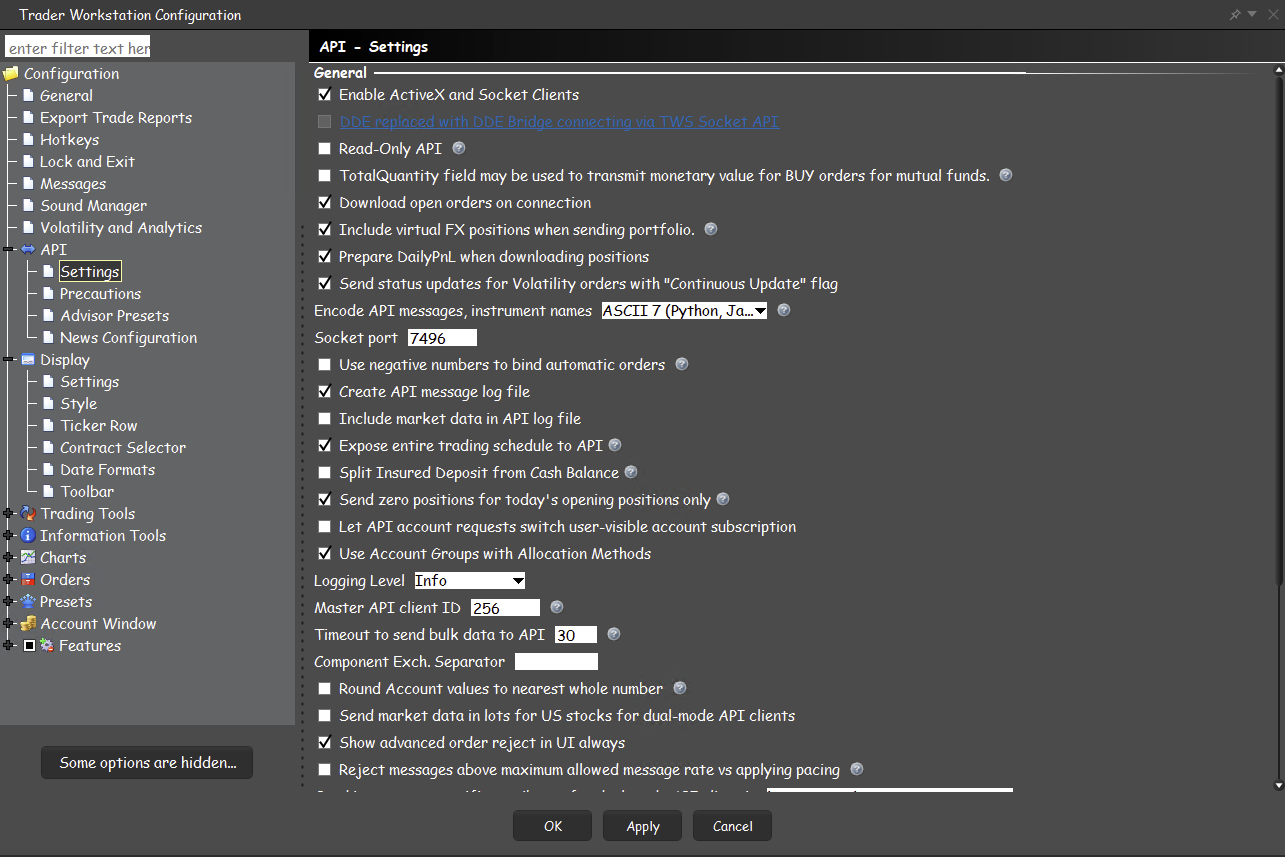 Trader Workstation Configuration
enter filter text her
Configuration
General
Export Trade Reports
Hotkeys
Lock and Exit
Messages
Sound Manager
Volatility and Analytics
API
Settings
Precautions
Advisor Presets
News Configuration
Display
Settings
Style
Ticker Row
Contract Selector
Date Formats
Toolbar
Trading Tools
Information Tools
Charts
Orders
Presets
Account Window
Features
Some options are hidden...
API - Settings
General
Enable ActiveX and Socket Clients
DDE replaced with DDE Bridge connecting via TWS Socket API
Read-Only API
TotalQuantity field may be used to transmit monetary value for BUY orders for mutual funds.
Download open orders on connection
Include virtual FX positions when sending portfolio.
Prepare DailyPnL when downloading positions
Send status updates for Volatility orders with "Continuous Update" flag
Encode API messages, instrument names ASCII 7 (Python, Ja...
Socket port 7496
Use negative numbers to bind automatic orders
Create API message log file
Include market data in API log file
Expose entire trading schedule to API
Split Insured Deposit from Cash Balance
Send zero positions for today's opening positions only
Let API account requests switch user-visible account subscription
Use Account Groups with Allocation Methods
Logging Level Info
Master API client ID 256
Timeout to send bulk data to API 30
Component Exch. Separator
Round Account values to nearest whole number
Send market data in lots for US stocks for dual-mode API clients
Show advanced order reject in UI always
Reject messages above maximum allowed message rate vs applying pacing
OK Apply Cancel